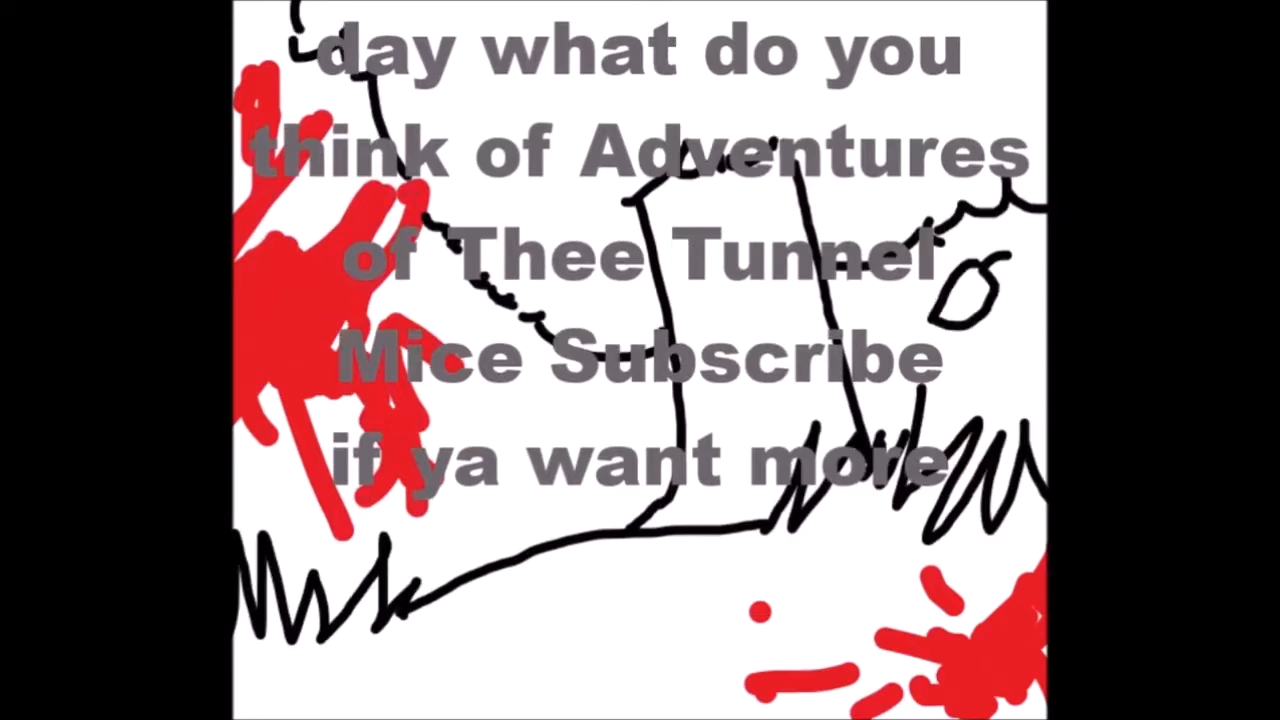 day what do you
think of Adventures
of Thee Tunnel
Mice Subscribe
if ya want more